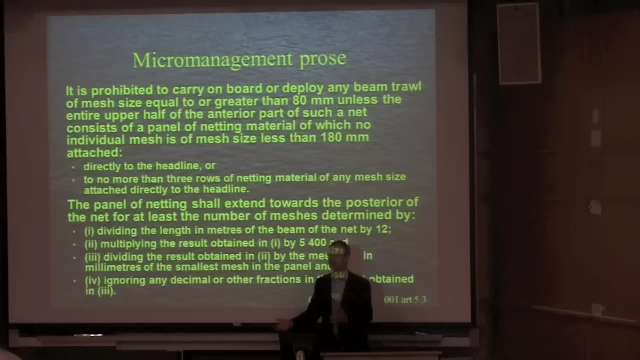 Micromanagement prose
It is prohibited to carry on board or deploy any beam trawl
of mesh size equal to or greater than 80 mm unless the
entire upper half of the anterior part of such a net
consists of a panel of netting material of which no
individual mesh is of mesh size less than 180 mm
attached:
· directly to the headline, or
· to no more than three rows of netting material of any mesh size
attached directly to the headline.
The panel of netting shall extend towards the posterior of
the net for at least the number of meshes determined by:
· (i) dividing the length in metres of the beam of the net by 12;
· (ii) multiplying the result obtained in (i) by 5 400
· (iii) dividing the result obtained in (ii) by the in
millimetres of the smallest mesh in the panel
· (iv) ignoring any decimal or other fractions in obtained
in (iii).
001 art 5.3